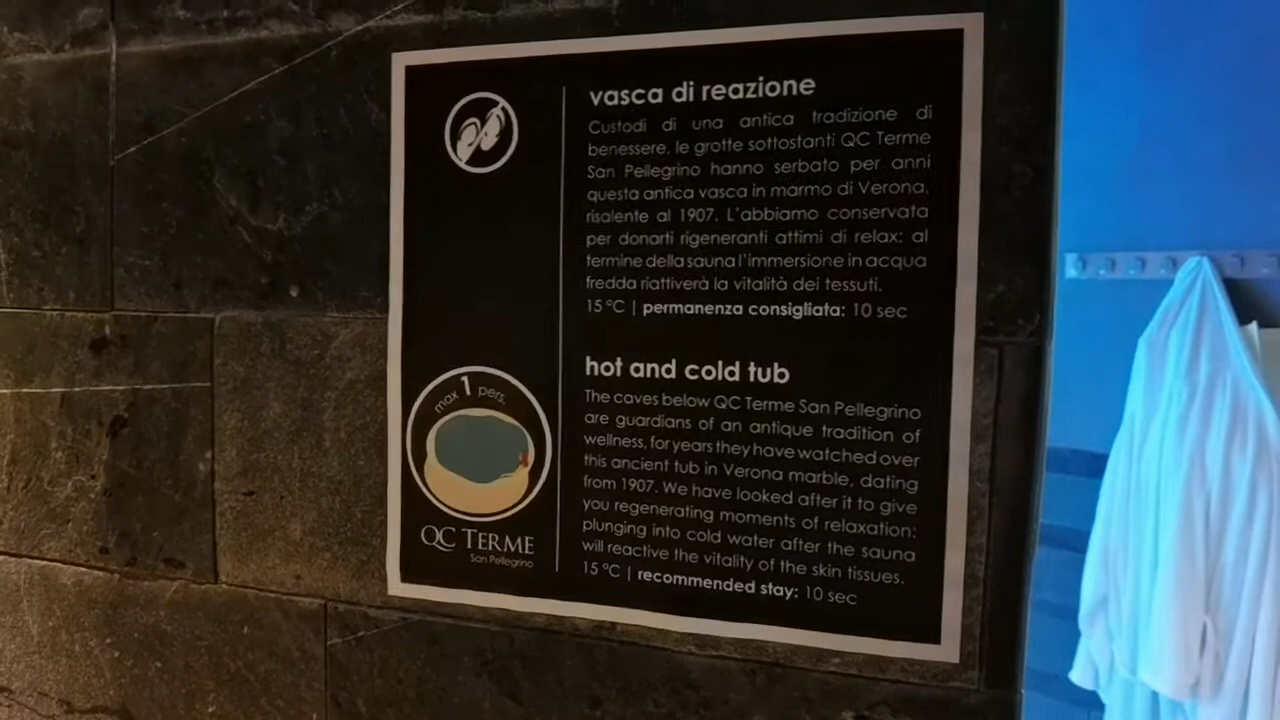 vasca di reazione
Custodi di una antica tradizione di
benessere, le grotte sottostanti QC Terme
San Pellegrino hanno serbato per anni
questa antica vasca in marmo di Verona,
risalente al 1907. L'abbiamo conservata
per donarti rigeneranti attimi di relax: al
termine della sauna l'immersione in acqua
fredda riattiverà la vitalità dei tessuti.
15 °C | permanenza consigliata: 10 sec
hot and cold tub
The caves below QC Terme San Pellegrino
are guardians of an antique tradition of
wellness, for years they have watched over
this ancient tub in Verona marble, dating
from 1907. We have looked after it to give
you regenerating moments of relaxation:
plunging into cold water after the sauna
will reactive the vitality of the skin tissues.
15 °C | recommended stay: 10 sec
max 1 pers.
QC TERME
San Pellegrino